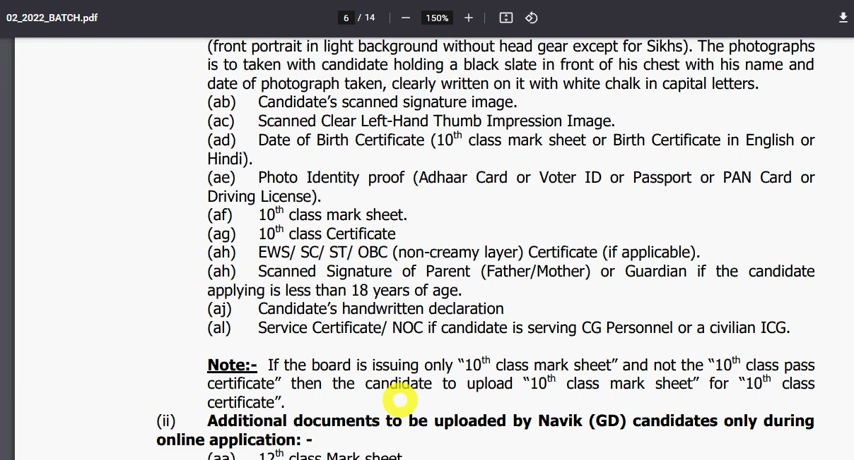 02_2022_BATCH.pdf
6 / 14
150%
(front portrait in light background without head gear except for Sikhs). The photographs
is to taken with candidate holding a black slate in front of his chest with his name and
date of photograph taken, clearly written on it with white chalk in capital letters.
(ab) Candidate's scanned signature image.
(ac) Scanned Clear Left-Hand Thumb Impression Image.
(ad) Date of Birth Certificate (10th class mark sheet or Birth Certificate in English or
Hindi).
(ae) Photo Identity proof (Adhaar Card or Voter ID or Passport or PAN Card or
Driving License).
(af) 10th class mark sheet.
(ag) 10th class Certificate
(ah) EWS/ SC/ ST/ OBC (non-creamy layer) Certificate (if applicable).
(ah) Scanned Signature of Parent (Father/Mother) or Guardian if the candidate
applying is less than 18 years of age.
(aj) Candidate's handwritten declaration
(al) Service Certificate/ NOC if candidate is serving CG Personnel or a civilian ICG.
Note:- If the board is issuing only "10th class mark sheet" and not the "10th class pass
certificate" then the candidate to upload "10th class mark sheet" for "10th class
certificate".
(ii) Additional documents to be uploaded by Navik (GD) candidates only during
online application: -
(aa) 12th class Mark sheet